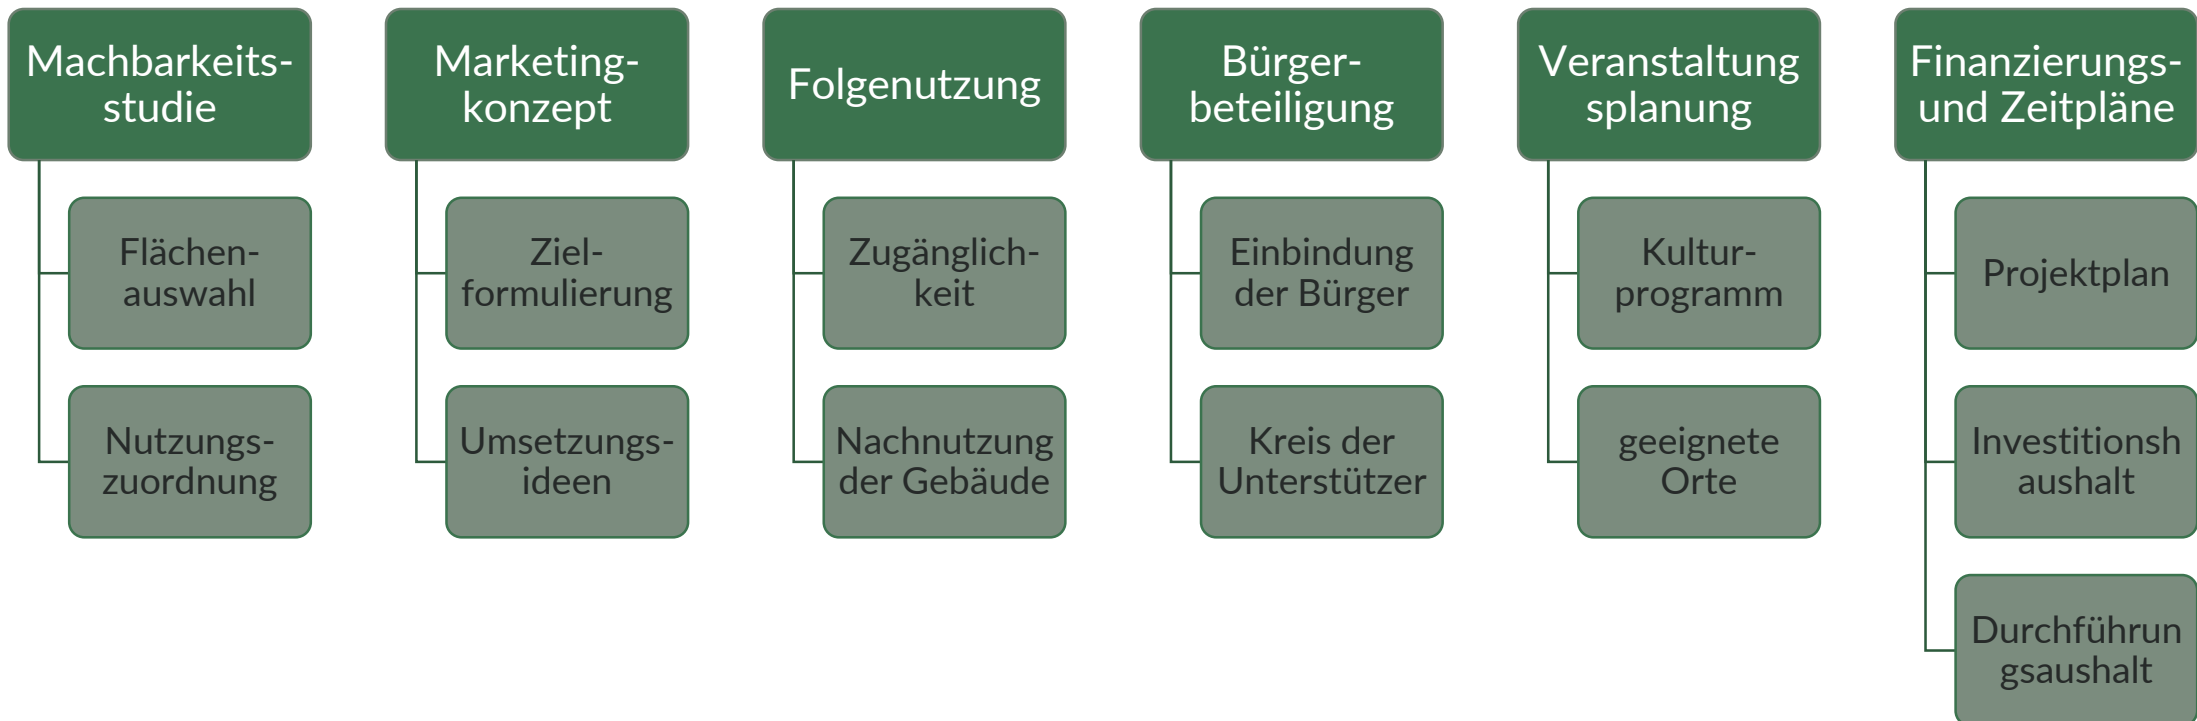 Machbarkeits-
studie
Flächen-
auswahl
Nutzungs-
zuordnung
Marketing-
konzept
Ziel-
formulierung
Umsetzungs-
ideen
Folgenutzung
Zugänglich-
keit
Nachnutzung
der Gebäude
Bürger-
beteiligung
Einbindung
der Bürger
Kreis der
Unterstützer
Veranstaltung
splanung
Kultur-
programm
geeignete
Orte
Finanzierungs-
und Zeitpläne
Projektplan
Investitionsh
aushalt
Durchführun
gsaushalt